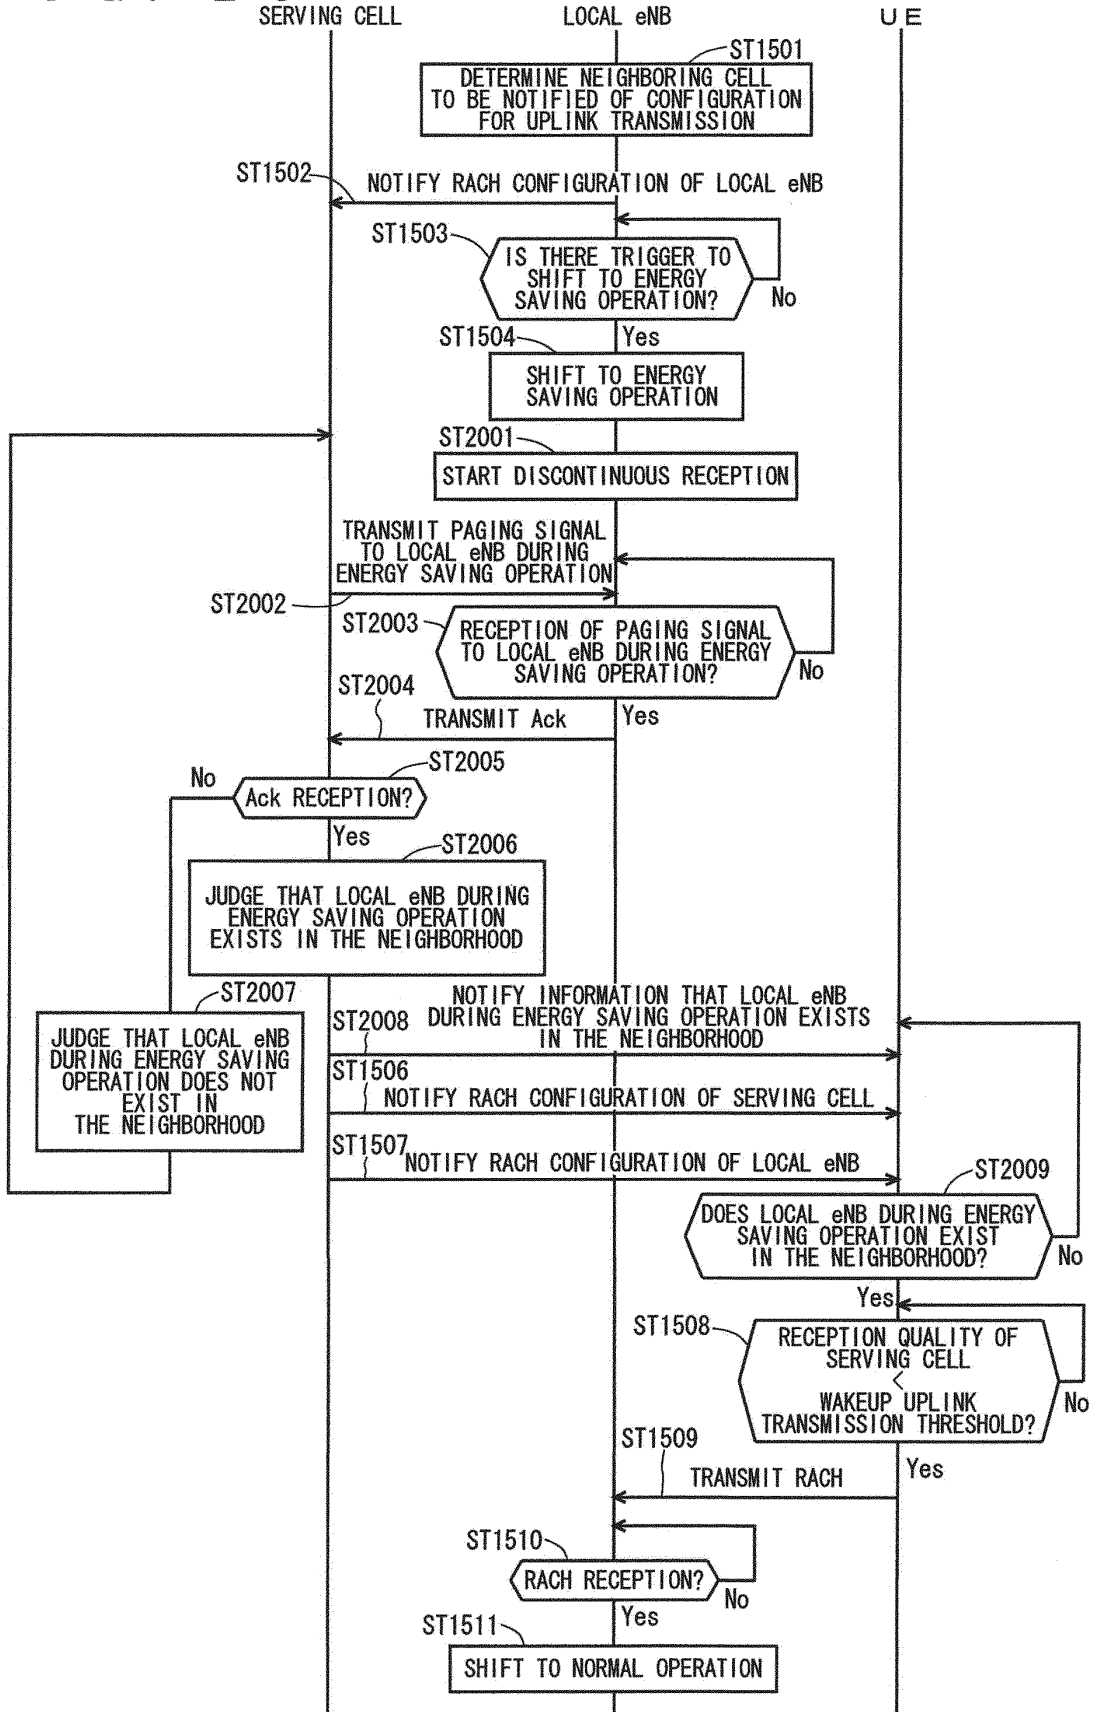 SERVING CELL
LOCAL eNB
UE
ST1501
DETERMINE NEIGHBORING CELL
TO BE NOTIFIED OF CONFIGURATION
FOR UPLINK TRANSMISSION
ST1502
NOTIFY RACH CONFIGURATION OF LOCAL eNB
ST1503
IS THERE TRIGGER TO
SHIFT TO ENERGY
SAVING OPERATION?
No
Yes
ST1504
SHIFT TO ENERGY
SAVING OPERATION
ST2001
START DISCONTINUOUS RECEPTION
TRANSMIT PAGING SIGNAL
TO LOCAL eNB DURING
ENERGY SAVING OPERATION
ST2002
ST2003
RECEPTION OF PAGING SIGNAL
TO LOCAL eNB DURING ENERGY
SAVING OPERATION?
No
Yes
ST2004
TRANSMIT Ack
ST2005
No
Ack RECEPTION?
Yes
ST2006
JUDGE THAT LOCAL eNB DURING
ENERGY SAVING OPERATION
EXISTS IN THE NEIGHBORHOOD
ST2007
JUDGE THAT LOCAL eNB
DURING ENERGY SAVING
OPERATION DOES NOT
EXIST IN
THE NEIGHBORHOOD
ST2008
NOTIFY INFORMATION THAT LOCAL eNB
DURING ENERGY SAVING OPERATION EXISTS
IN THE NEIGHBORHOOD
ST1506
NOTIFY RACH CONFIGURATION OF SERVING CELL
ST1507
NOTIFY RACH CONFIGURATION OF LOCAL eNB
ST2009
DOES LOCAL eNB DURING ENERGY
SAVING OPERATION EXIST
IN THE NEIGHBORHOOD?
No
Yes
ST1508
RECEPTION QUALITY OF
SERVING CELL
<
WAKEUP UPLINK
TRANSMISSION THRESHOLD?
No
Yes
ST1509
TRANSMIT RACH
ST1510
RACH RECEPTION?
No
Yes
ST1511
SHIFT TO NORMAL OPERATION